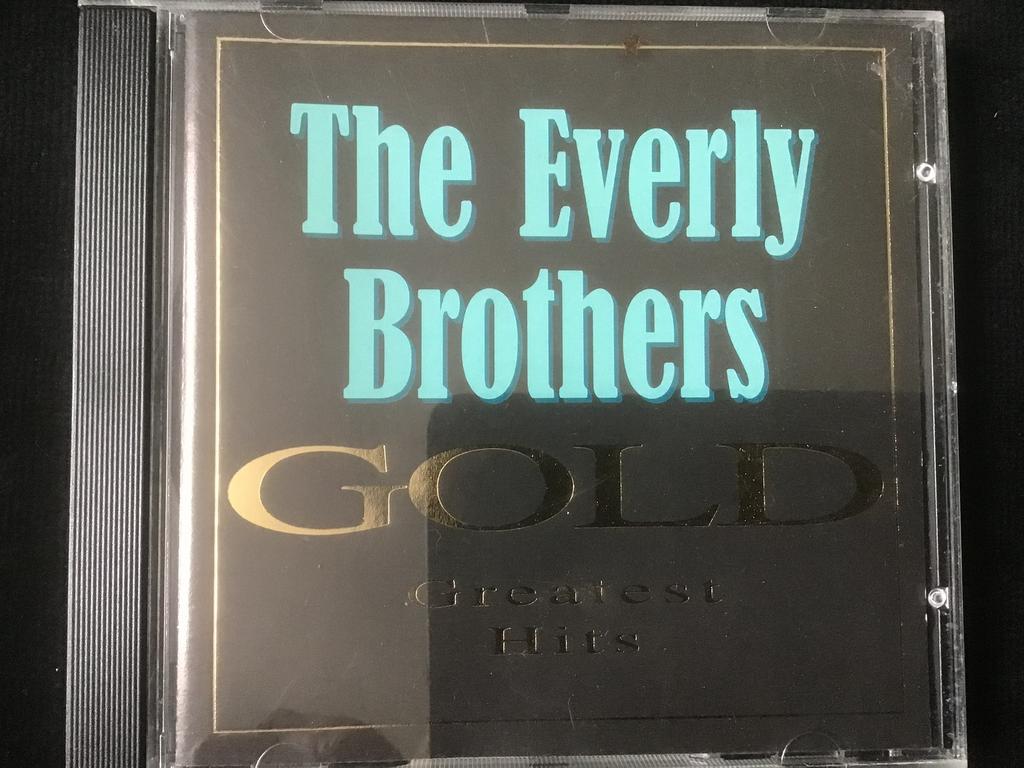 The Everly
Brothers
GOLD
Greatest
Hits